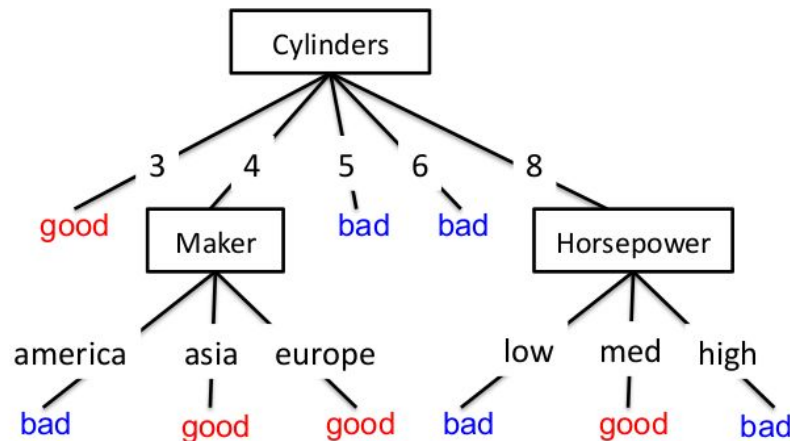 Cylinders
3 4 5 6 8
good Maker bad bad Horsepower
america asia europe low med high
bad good good bad good bad